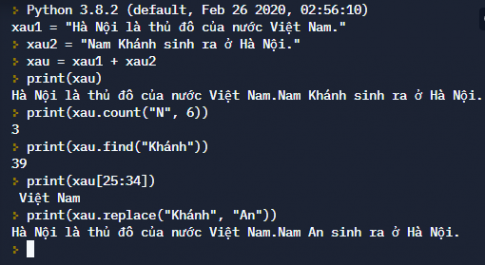 > Python 3.8.2 (default, Feb 26 2020, 02:56:10)
xau1 = "Hà Nội là thủ đô của nước Việt Nam."
> xau2 = "Nam Khánh sinh ra ở Hà Nội."
> xau = xau1 + xau2
> print(xau)
Hà Nội là thủ đô của nước Việt Nam.Nam Khánh sinh ra ở Hà Nội.
> print(xau.count("N", 6))
3
> print(xau.find("Khánh"))
39
> print(xau[25:34])
 Việt Nam
> print(xau.replace("Khánh", "An"))
Hà Nội là thủ đô của nước Việt Nam.Nam An sinh ra ở Hà Nội.
>